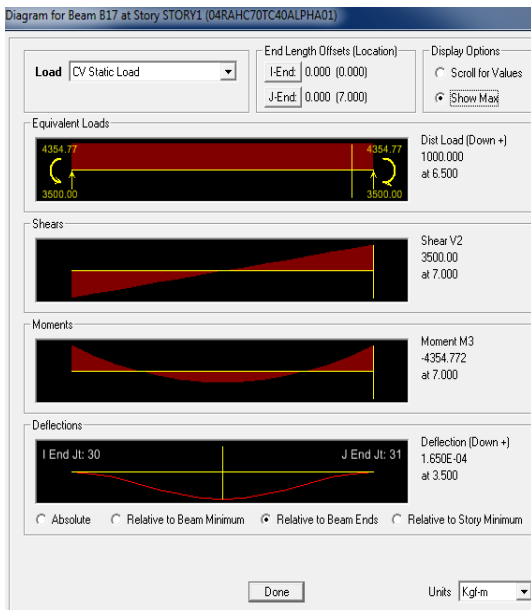 Diagram for Beam B17 at Story STORY1 (04RAHC70TC40ALPHA01)
Load CV Static Load
End Length Offsets (Location)
I-End: 0.000 (0.000)
J-End: 0.000 (7.000)
Display Options
Scroll for Values
Show Max
Equivalent Loads
4354.77 4354.77
3500.00 3500.00
Dist Load (Down +)
1000.000
at 6.500
Shears
Shear V2
3500.00
at 7.000
Moments
Moment M3
-4354.772
at 7.000
Deflections
I End Jt: 30 J End Jt: 31
Deflection (Down +)
1.650E-04
at 3.500
Absolute Relative to Beam Minimum Relative to Beam Ends Relative to Story Minimum
Done Units Kgf-m